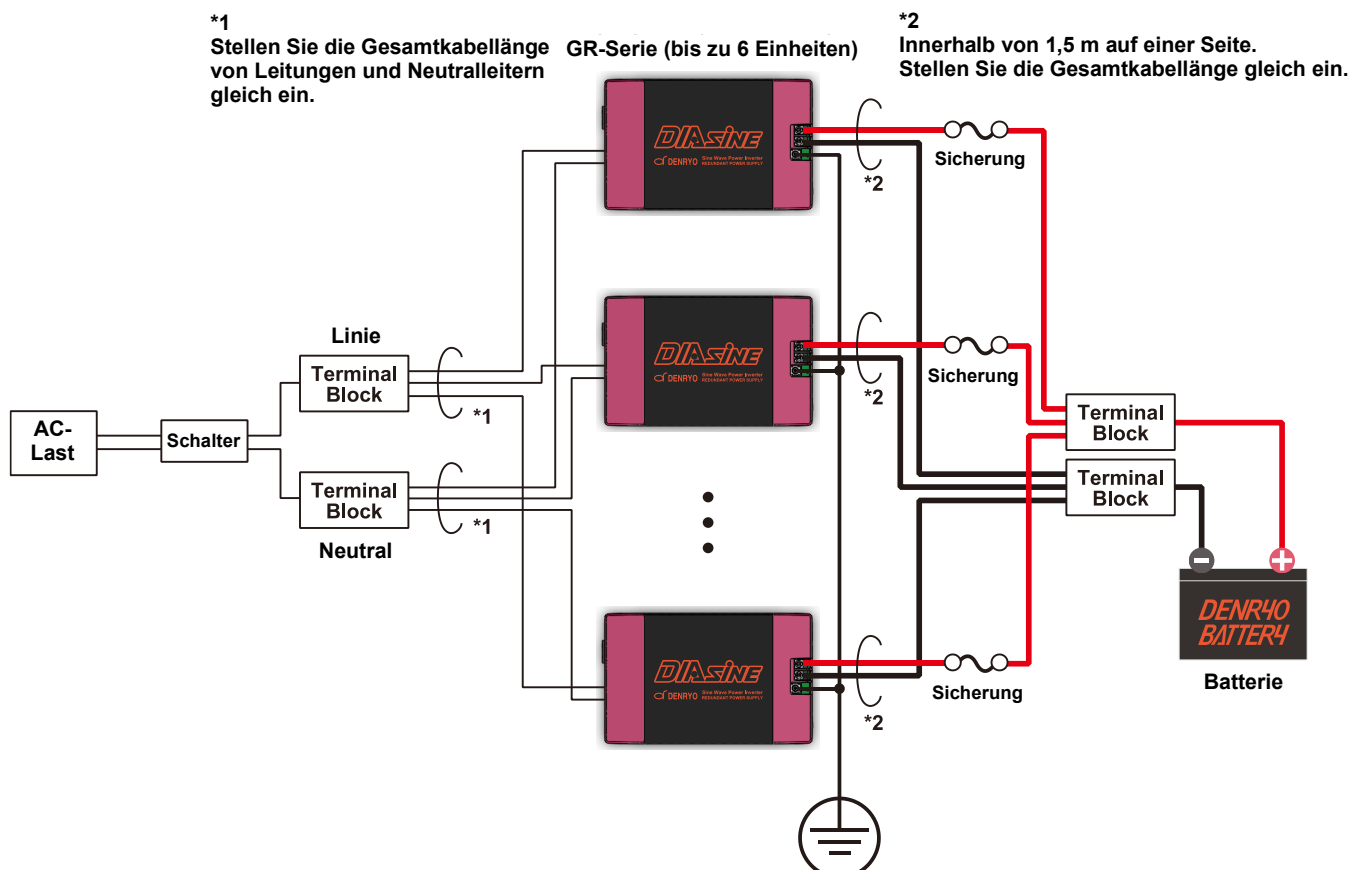 *1
Stellen Sie die Gesamtkabellänge
von Leitungen und Neutralleitern
gleich ein.
GR-Serie (bis zu 6 Einheiten)
*2
Innerhalb von 1,5 m auf einer Seite.
Stellen Sie die Gesamtkabellänge gleich ein.
DIASINE
DENRYO Sine Wave Power Inverter
REDUNDANT POWER SUPPLY
*2
Sicherung
Linie
Terminal
Block
*1
DIASINE
DENRYO Sine Wave Power Inverter
REDUNDANT POWER SUPPLY
*2
Sicherung
AC-
Last
Schalter
Terminal
Block
*1
Neutral
Terminal
Block
Terminal
Block
DENRYO
BATTERY
Batterie
DIASINE
DENRYO Sine Wave Power Inverter
REDUNDANT POWER SUPPLY
*2
Sicherung